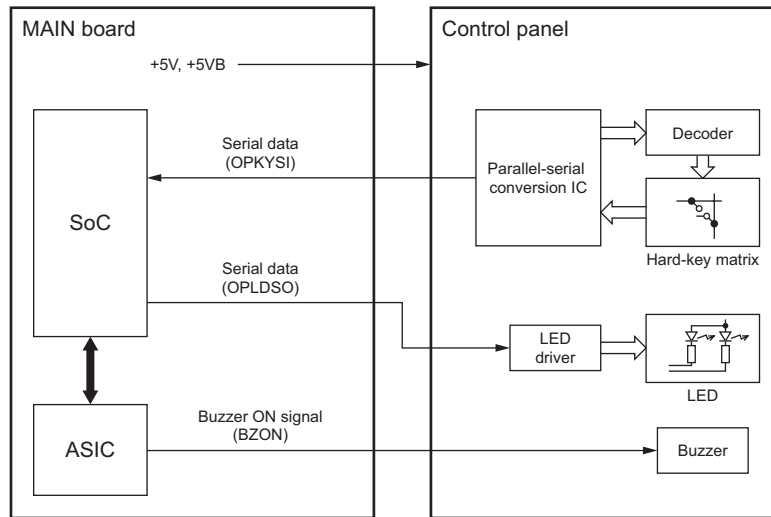 MAIN board
Control panel
+5V, +5VB
Serial data
(OPKYSI)
Parallel-serial
conversion IC
Decoder
SoC
Hard-key matrix
Serial data
(OPLDSO)
LED
driver
LED
ASIC
Buzzer ON signal
(BZON)
Buzzer